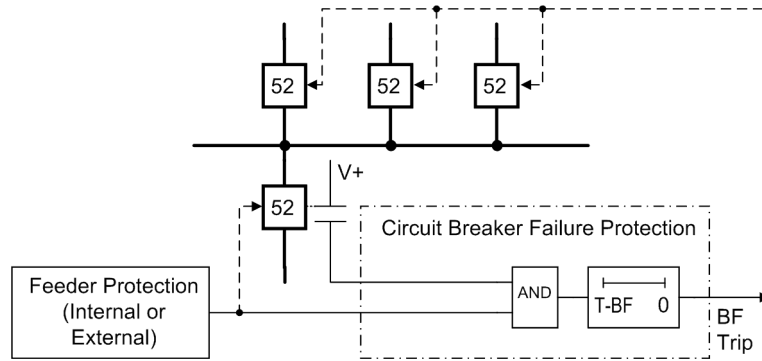 52
52
52
V+
52
Circuit Breaker Failure Protection
Feeder Protection
(Internal or
External)
AND
T-BF 0
BF
Trip